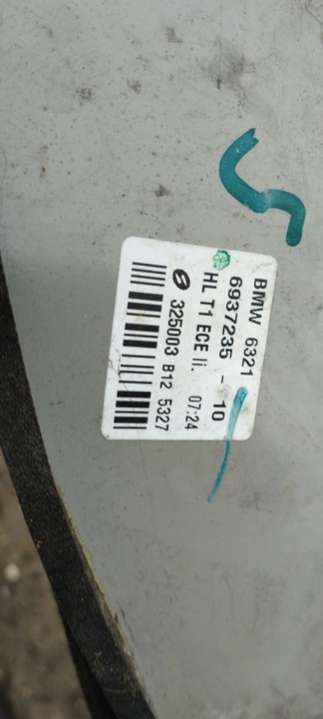 BMW 6321
6937235 - 10
HL T1 ECE li. 07:24
325003 B12 5327